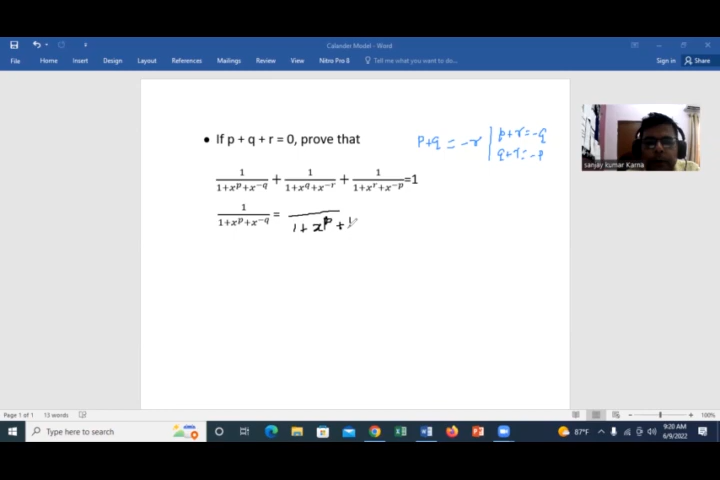 Calander Model - Word
Sign in
Share
File Home Insert Design Layout References Mailings Review View Nitro Pro 8 Tell me what you want to do...
• If p + q + r = 0, prove that
p+q = -r | p+r=-q
q+r=-p
sanjay kumar Karna
1/(1+x^p+x^-q) + 1/(1+x^q+x^-r) + 1/(1+x^r+x^-p) =1
1/(1+x^p+x^-q) = /(1+x^p+1
Page 1 of 1 13 words 100%
Type here to search
87°F
9:20 AM
6/9/2022